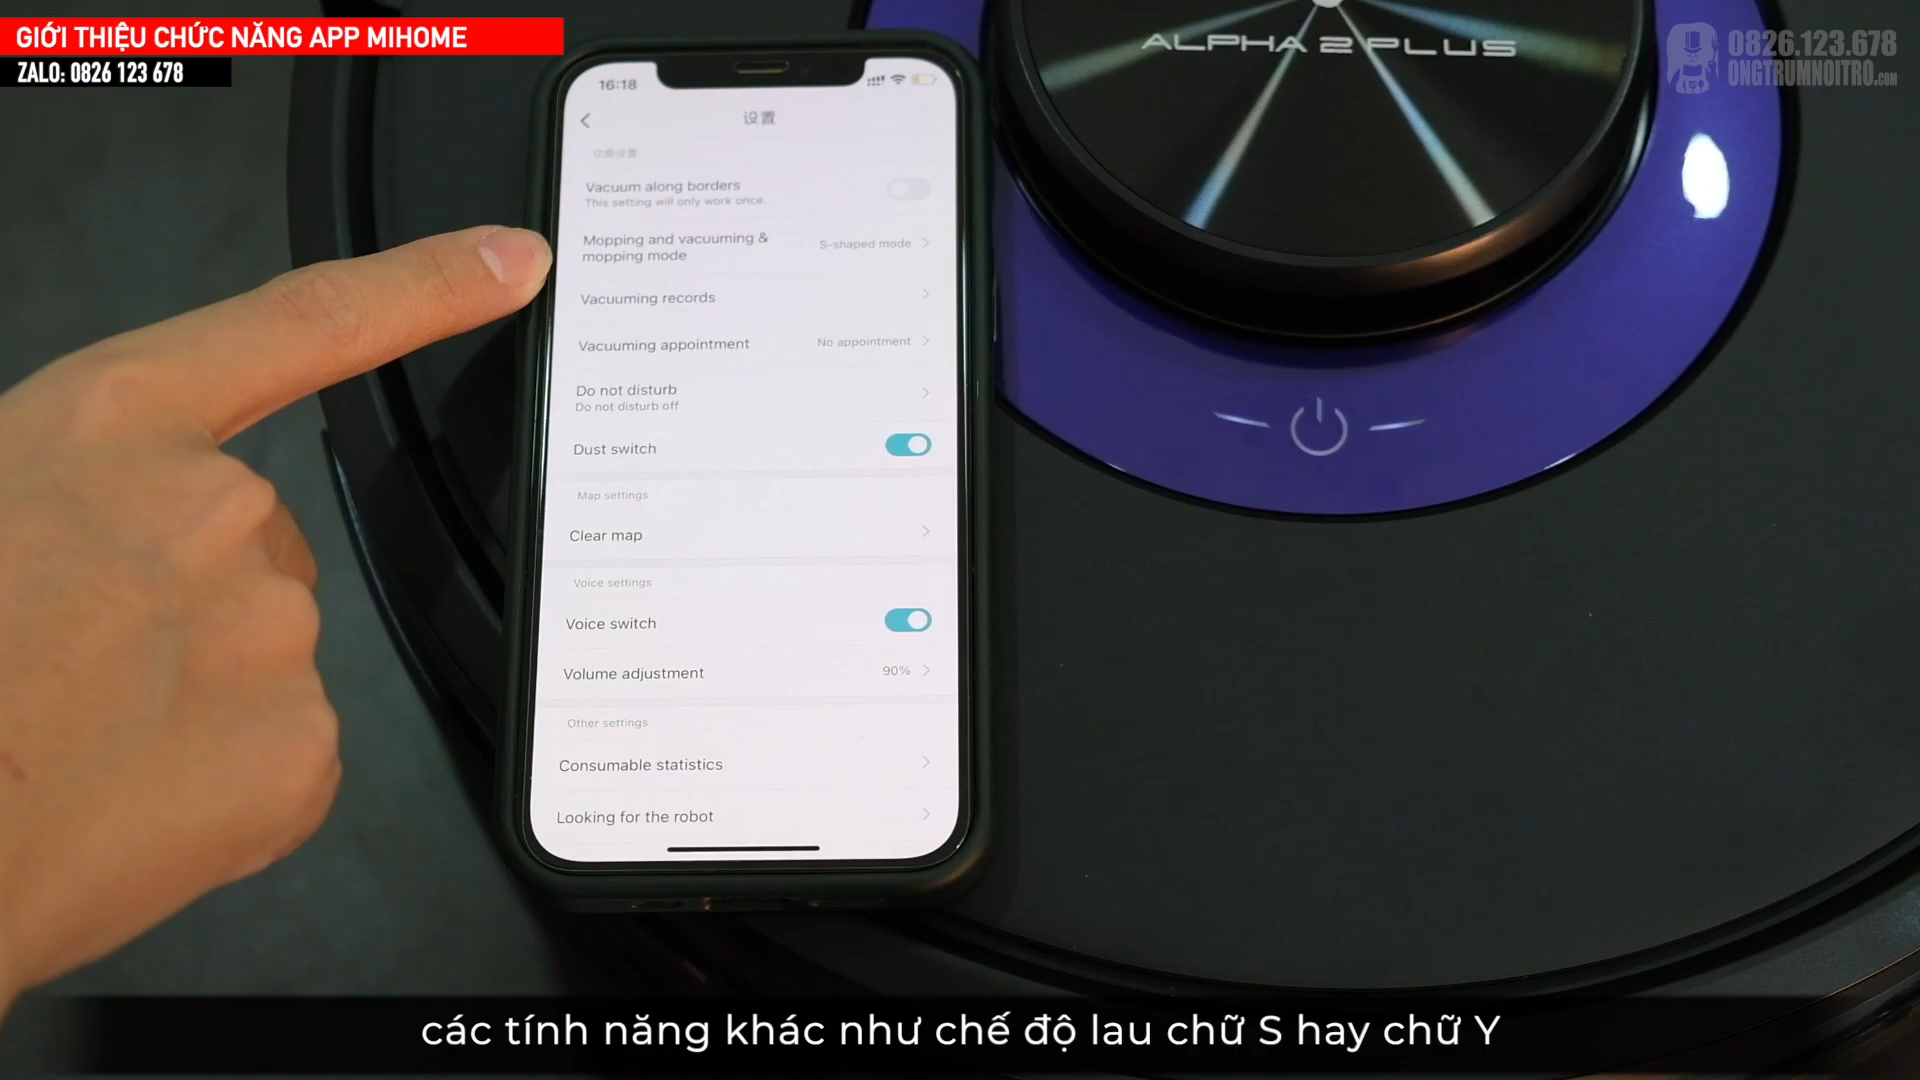 GIỚI THIỆU CHỨC NĂNG APP MIHOME
ZALO: 0826 123 678
0826.123.678
ONGTRUMNOITRO.COM
ALPHA 2 PLUS
16:18
设置
功能设置
Vacuum along borders
This setting will only work once.
Mopping and vacuuming &
mopping mode
S-shaped mode
Vacuuming records
Vacuuming appointment
No appointment
Do not disturb
Do not disturb off
Dust switch
Map settings
Clear map
Voice settings
Voice switch
Volume adjustment
90%
Other settings
Consumable statistics
Looking for the robot
các tính năng khác như chế độ lau chữ S hay chữ Y